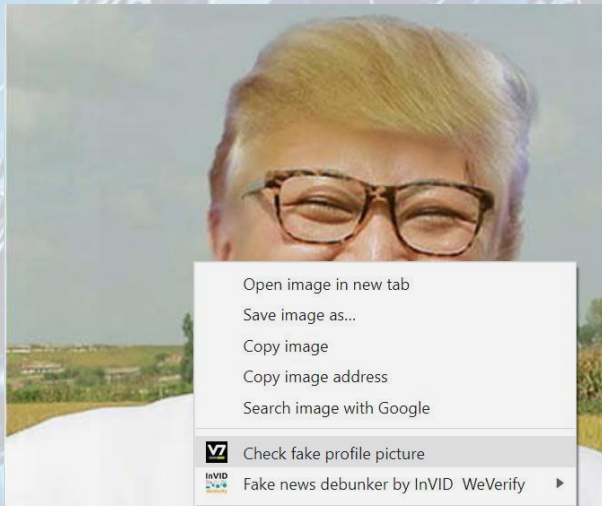 Open image in new tab
Save image as...
Copy image
Copy image address
Search image with Google
V7 Check fake profile picture
InVID WeVerify Fake news debunker by InVID WeVerify